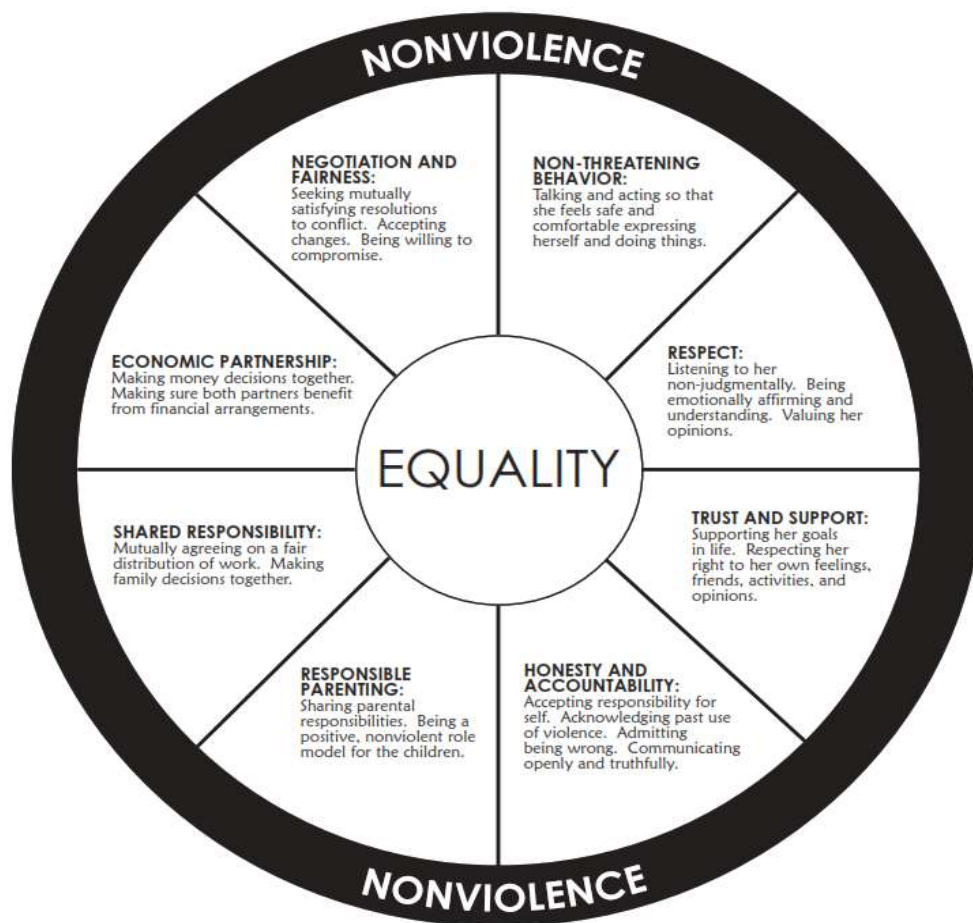 NONVIOLENCE
NEGOTIATION AND
FAIRNESS:
Seeking mutually
satisfying resolutions
to conflict.  Accepting
changes.  Being willing to
compromise.
NON-THREATENING
BEHAVIOR:
Talking and acting so that
she feels safe and
comfortable expressing
herself and doing things.
ECONOMIC PARTNERSHIP:
Making money decisions together.
Making sure both partners benefit
from financial arrangements.
RESPECT:
Listening to her
non-judgmentally.  Being
emotionally affirming and
understanding.  Valuing her
opinions.
EQUALITY
SHARED RESPONSIBILITY:
Mutually agreeing on a fair
distribution of work.  Making
family decisions together.
TRUST AND SUPPORT:
Supporting her goals
in life.  Respecting her
right to her own feelings,
friends, activities, and
opinions.
RESPONSIBLE
PARENTING:
Sharing parental
responsibilities.  Being a
positive, nonviolent role
model for the children.
HONESTY AND
ACCOUNTABILITY:
Accepting responsibility for
self.  Acknowledging past use
of violence.  Admitting
being wrong.  Communicating
openly and truthfully.
NONVIOLENCE